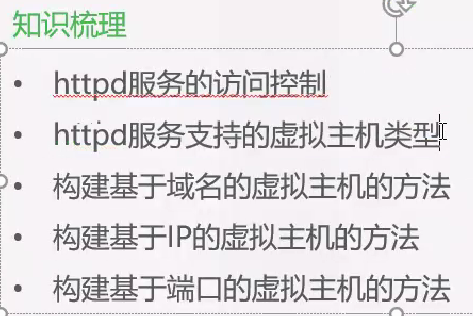 知识梳理
• httpd服务的访问控制
• httpd服务支持的虚拟主机类型
• 构建基于域名的虚拟主机的方法
• 构建基于IP的虚拟主机的方法
• 构建基于端口的虚拟主机的方法